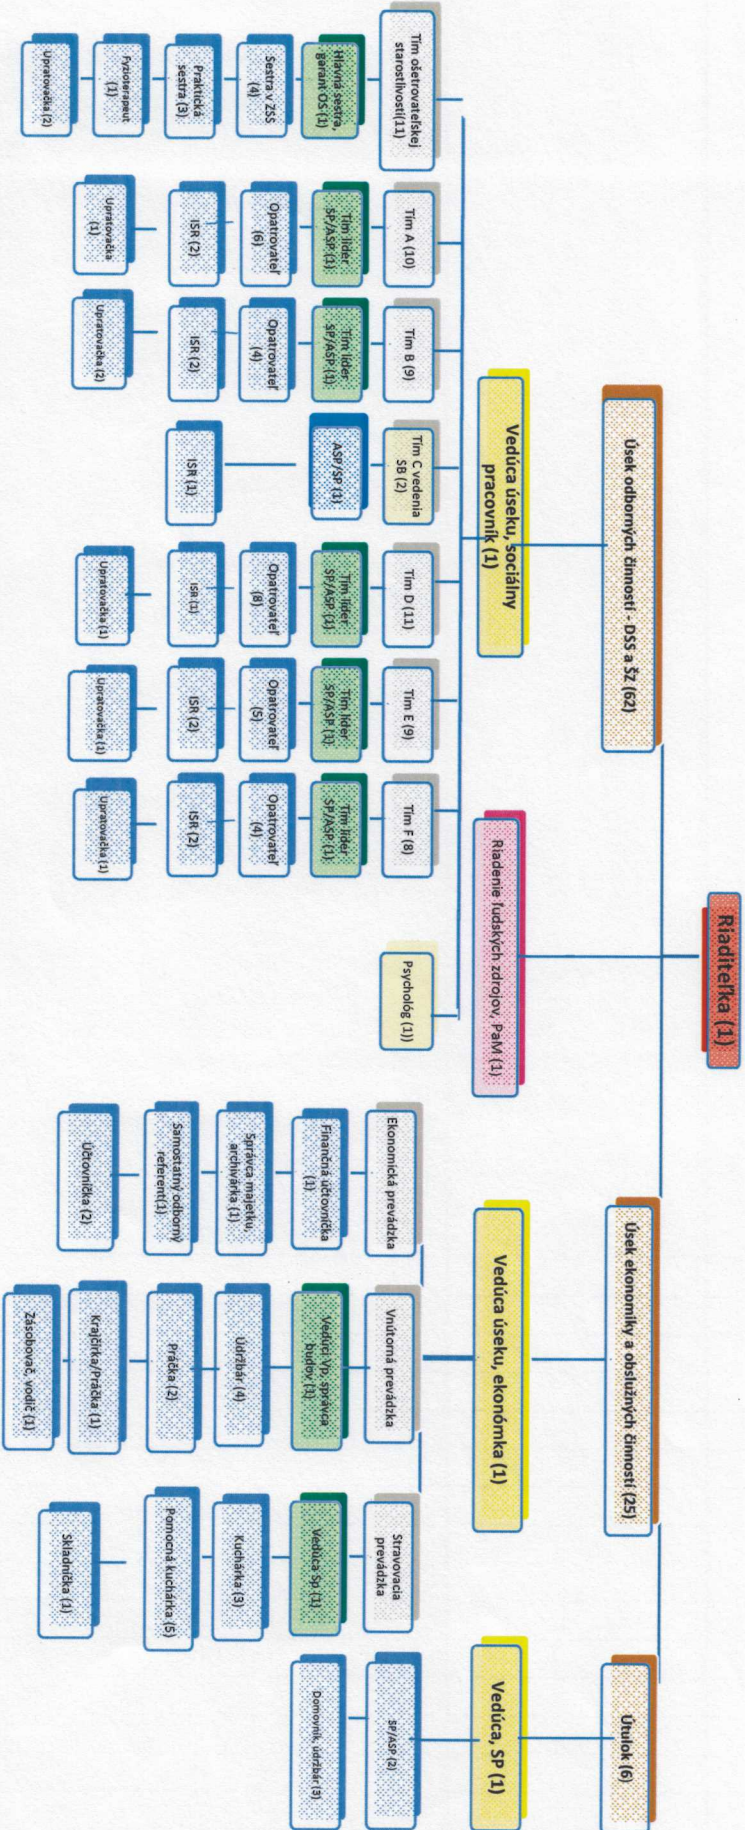 Riaditeľka (1)
Úsek odborných činností - DSS a ŠZ (62)
Úsek ekonomiky a obslužných činností (25)
Útulok (6)
Riadenie ľudských zdrojov, PaM (1)
Vedúca úseku, sociálny
pracovník (1)
Vedúca úseku, ekonómka (1)
Vedúca, SP (1)
Tím ošetrovateľskej
starostlivosti(11)
Hlavná sestra,
garant OS (1)
Sestra v ZSS
(4)
Praktická
sestra (3)
Fyzioterapeut
(1)
Upratovačka (2)
Tím A (10)
Tím líder
SP/ASP (1)
Opatrovateľ
(6)
ISR (2)
Upratovačka
(1)
Tím B (9)
Tím líder
SP/ASP (1)
Opatrovateľ
(4)
ISR (2)
Upratovačka (2)
Tím C vedenia
SB (2)
ASP/SP (1)
ISR (1)
Tím D (11)
Tím líder
SP/ASP (1)
Opatrovateľ
(8)
ISR (1)
Upratovačka (1)
Tím E (9)
Tím líder
SP/ASP (1)
Opatrovateľ
(5)
ISR (2)
Upratovačka (1)
Tím F (8)
Tím líder
SP/ASP (1)
Opatrovateľ
(4)
ISR (2)
Upratovačka (1)
Psychológ (1))
Ekonomická prevádzka
Finančná účtovníčka
(1)
Správca majetku,
archivárka (1)
Samostatný odborný
referent(1)
Účtovníčka (2)
Vnútorná prevádzka
Vedúci Vp, správca
budov (1)
Údržbár (4)
Práčka (2)
Krajčírka/Pračka (1)
Zásobovač, vodič (1)
Stravovacia
prevádzka
Vedúca Sp (1)
Kuchárka (3)
Pomocná kuchárka (5)
Skladníčka (1)
SP/ASP (2)
Domovník, údržbár (3)